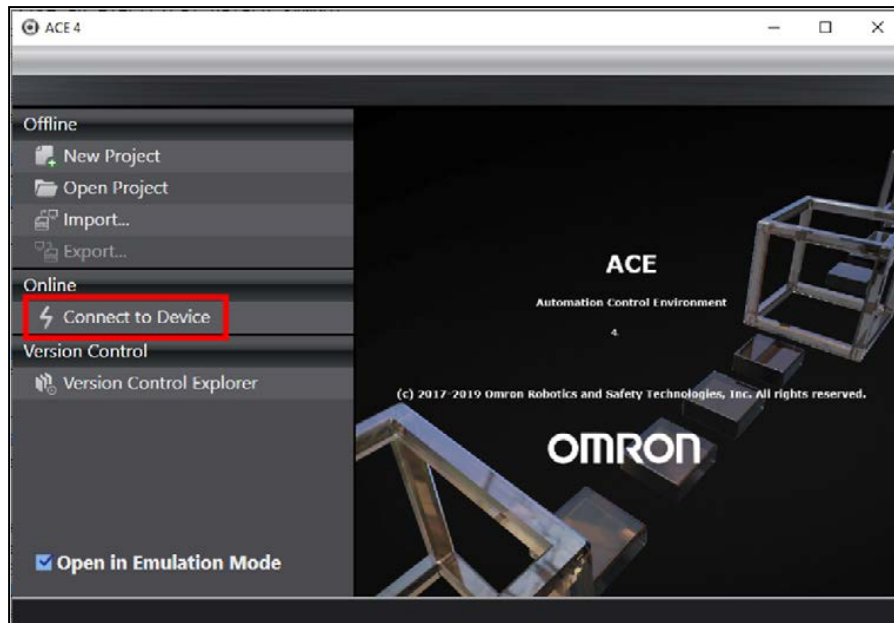 ACE 4
Offline
New Project
Open Project
Import...
Export...
Online
Connect to Device
Version Control
Version Control Explorer
Open in Emulation Mode
ACE
Automation Control Environment
4.
(c) 2017-2019 Omron Robotics and Safety Technologies, Inc. All rights reserved.
OMRON